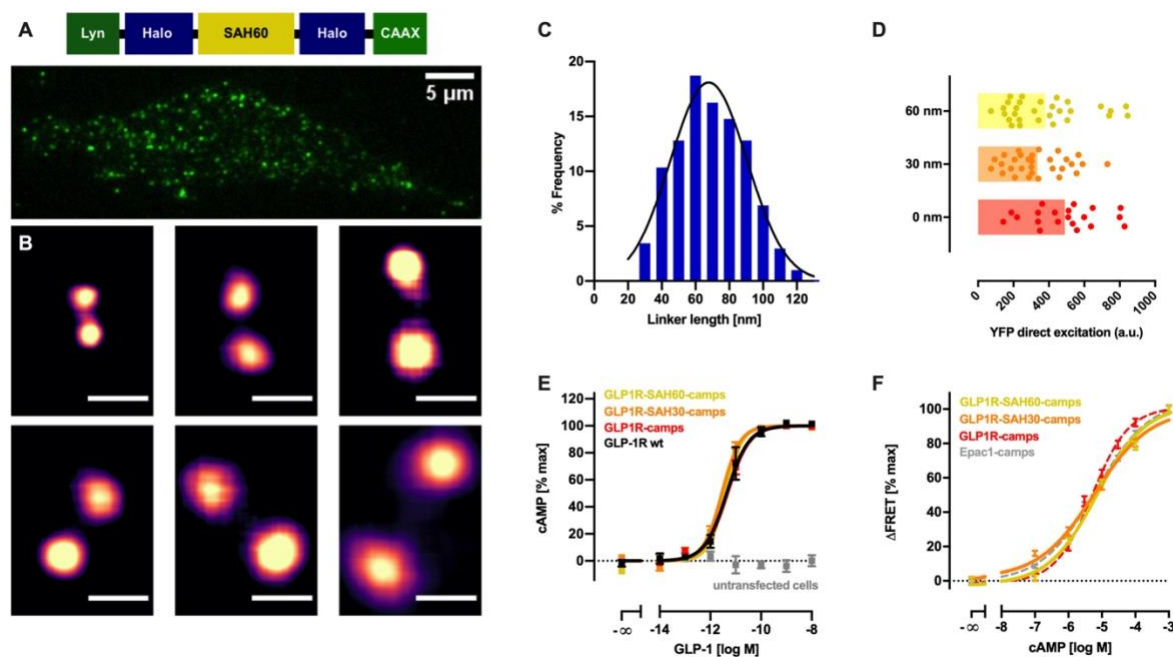 A
Lyn Halo SAH60 Halo CAAX
5 μm
B
C
% Frequency
20
15
10
5
0
0 20 40 60 80 100 120
Linker length [nm]
D
60 nm
30 nm
0 nm
0 200 400 600 800 1000
YFP direct excitation (a.u.)
E
GLP1R-SAH60-camps
GLP1R-SAH30-camps
GLP1R-camps
GLP-1R wt
cAMP [% max]
120
100
80
60
40
20
0
untransfected cells
-∞ -14 -12 -10 -8
GLP-1 [log M]
F
GLP1R-SAH60-camps
GLP1R-SAH30-camps
GLP1R-camps
Epac1-camps
ΔFRET [% max]
100
80
60
40
20
0
-∞ -8 -7 -6 -5 -4 -3
cAMP [log M]